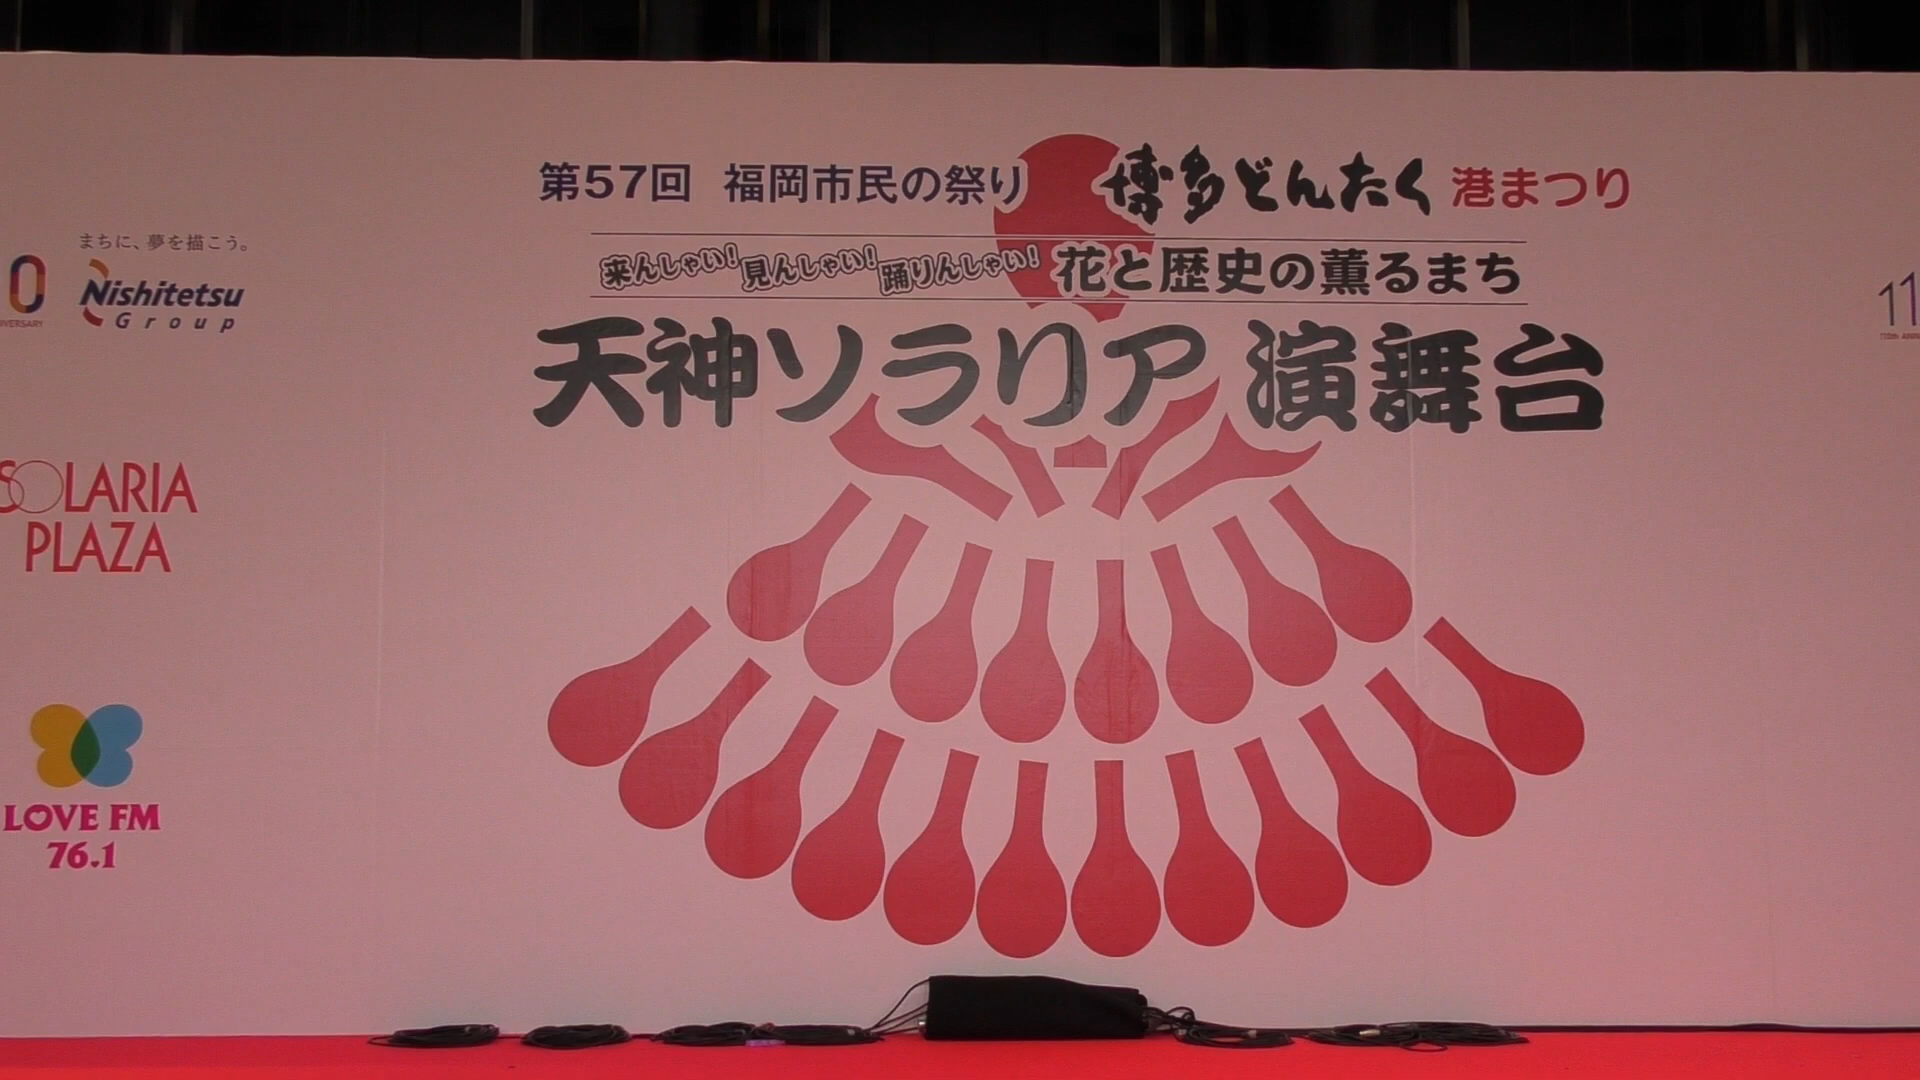 第57回 福岡市民の祭り 博多どんたく 港まつり
来んしゃい! 見んしゃい! 踊りんしゃい! 花と歴史の薫るまち
天神ソラリア 演舞台
まちに、夢を描こう。
Nishitetsu
Group
SOLARIA
PLAZA
LOVE FM
76.1
11